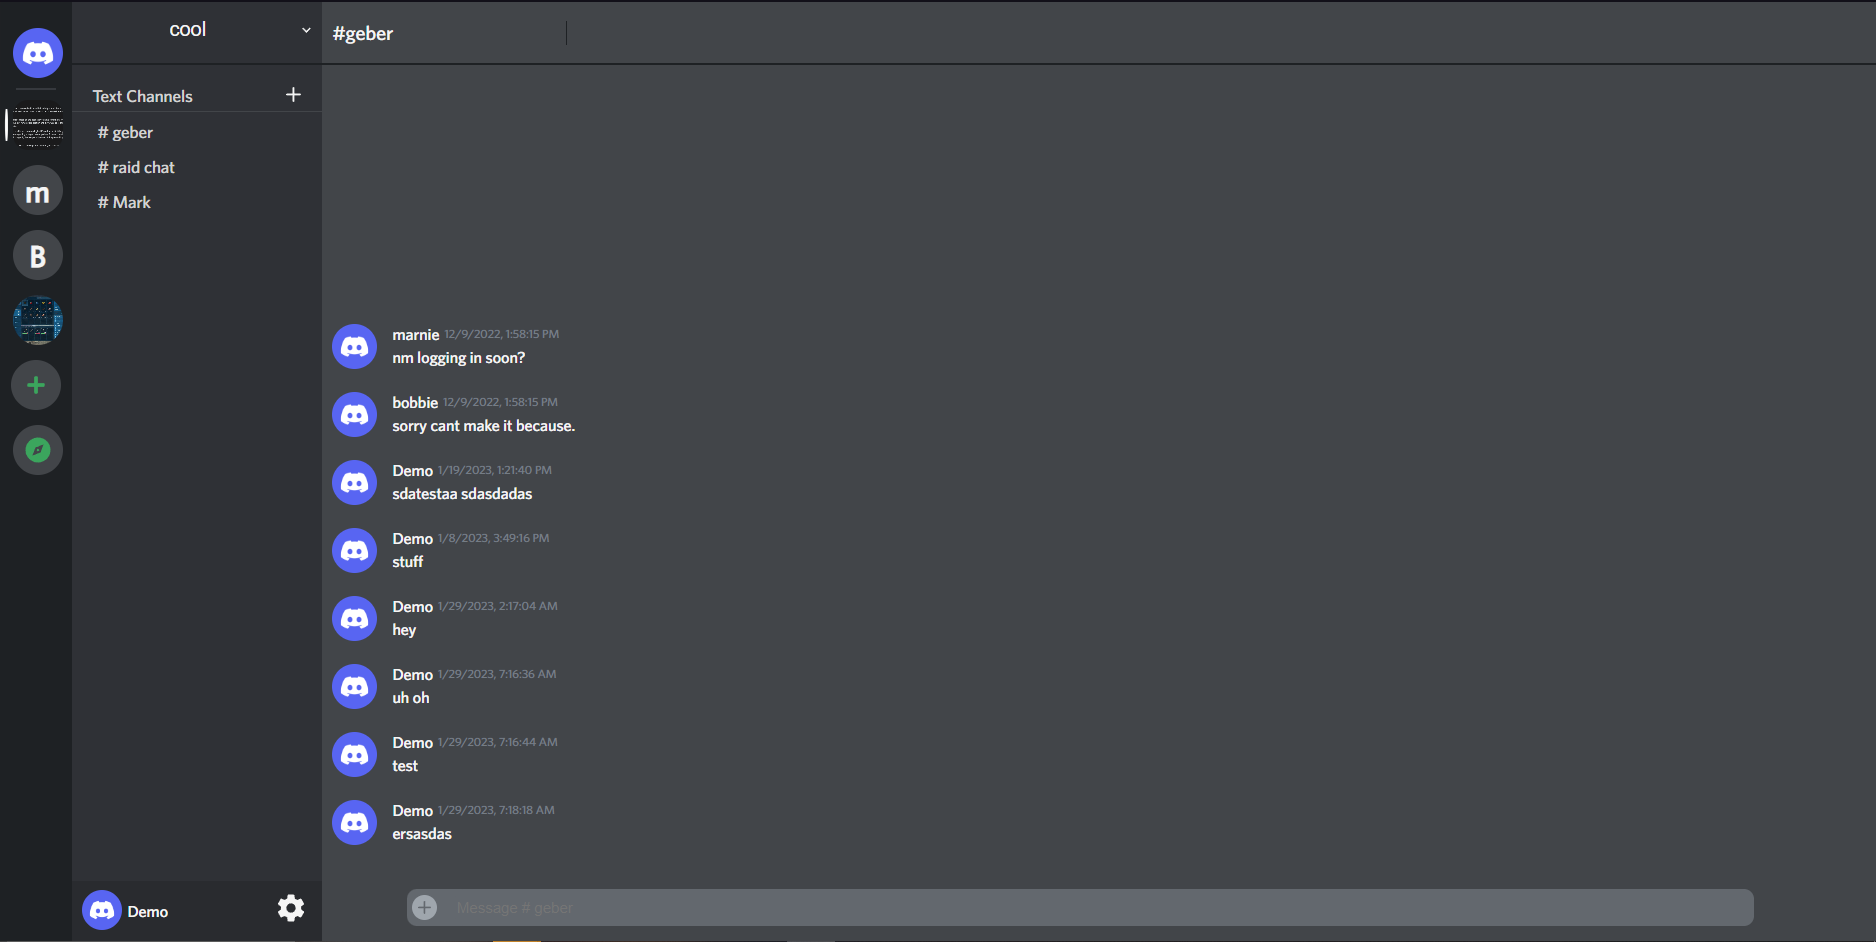 cool
#geber
Text Channels
# geber
# raid chat
# Mark
m
B
marnie 12/9/2022, 1:58:15 PM
nm logging in soon?
bobbie 12/9/2022, 1:58:15 PM
sorry cant make it because.
Demo 1/19/2023, 1:21:40 PM
sdatestaa sdasdadas
Demo 1/8/2023, 3:49:16 PM
stuff
Demo 1/29/2023, 2:17:04 AM
hey
Demo 1/29/2023, 7:16:36 AM
uh oh
Demo 1/29/2023, 7:16:44 AM
test
Demo 1/29/2023, 7:18:18 AM
ersasdas
Demo
Message # geber